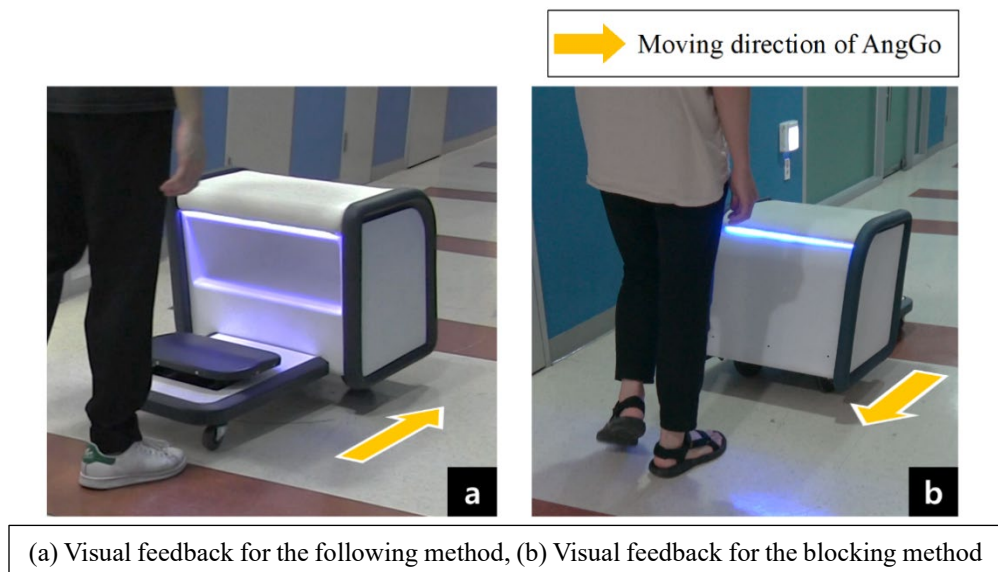 Moving direction of AngGo
a
b
(a) Visual feedback for the following method, (b) Visual feedback for the blocking method